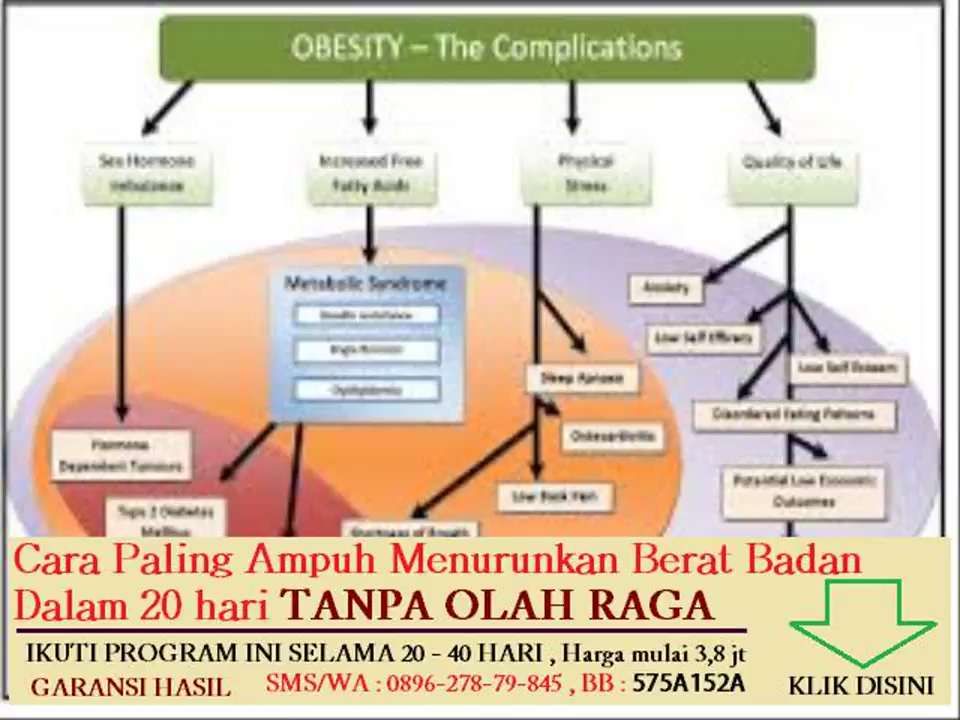 OBESITY – The Complications
Sex Hormone
Imbalance
Increased Free
Fatty Acids
Physical
Stress
Quality of Life
Metabolic Syndrome
Anxiety
Low Self Efficacy
Low Self Esteem
Sleep Apnoea
Disordered Eating Patterns
Osteoarthritis
Hormone
Dependent Tumours
Low Back Pain
Potential Low Economic
Outcomes
Type 2 Diabetes
Mellitus
Shortness of Breath
Cara Paling Ampuh Menurunkan Berat Badan
Dalam 20 hari TANPA OLAH RAGA
IKUTI PROGRAM INI SELAMA 20 - 40 HARI , Harga mulai 3,8 jt
GARANSI HASIL SMS/WA : 0896-278-79-845 , BB : 575A152A
KLIK DISINI